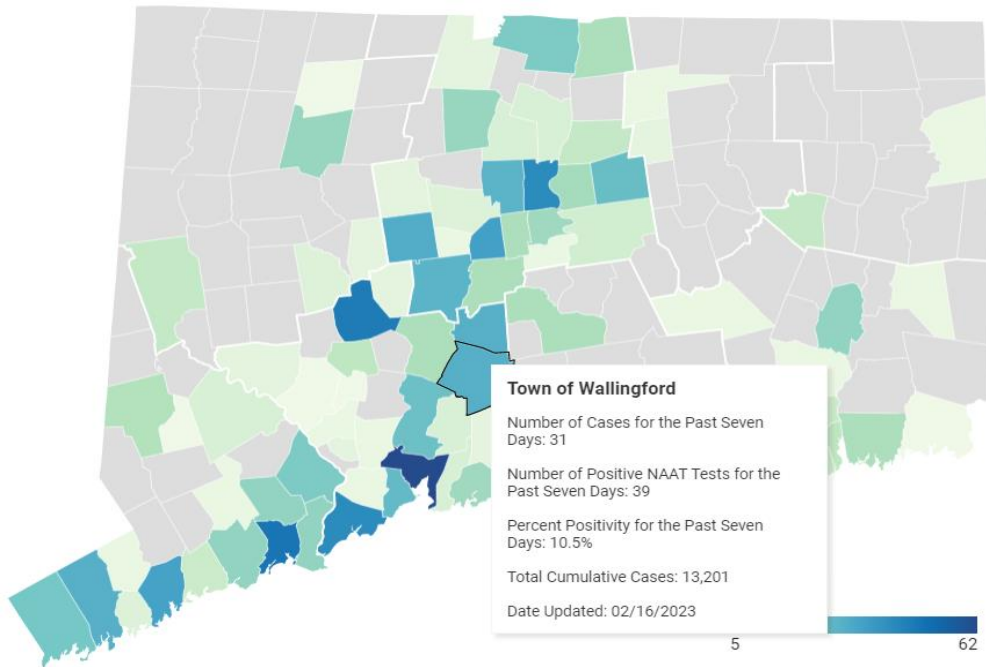 Town of Wallingford
Number of Cases for the Past Seven
Days: 31
Number of Positive NAAT Tests for the
Past Seven Days: 39
Percent Positivity for the Past Seven
Days: 10.5%
Total Cumulative Cases: 13,201
Date Updated: 02/16/2023
5 62